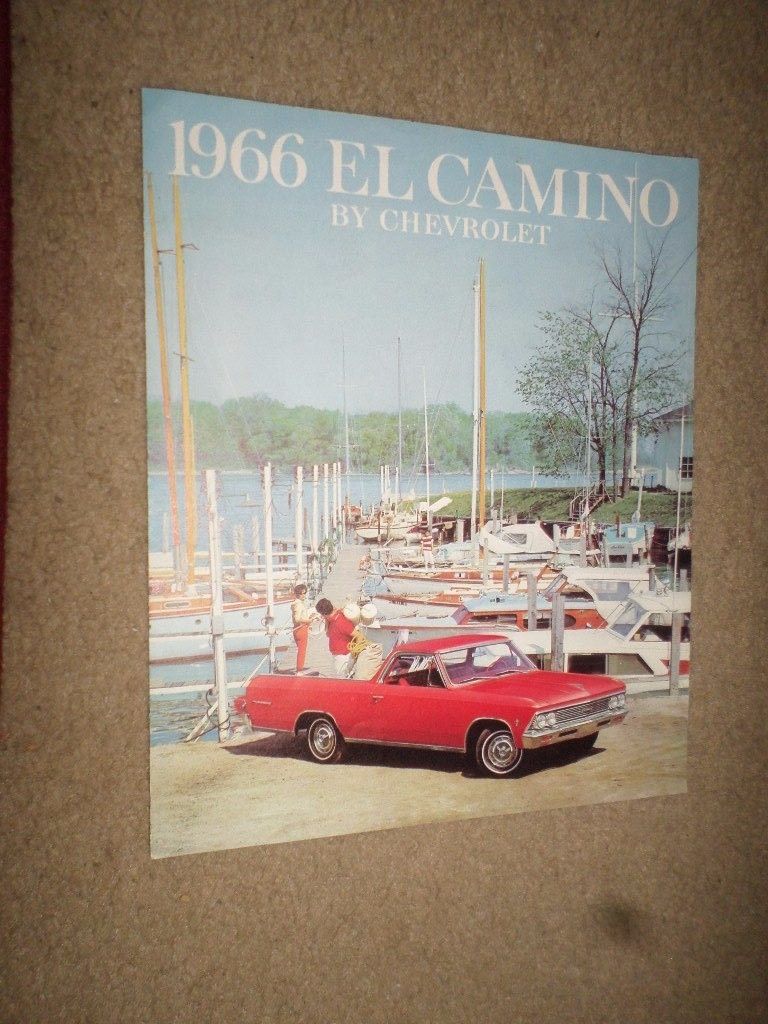 1966 EL CAMINO
BY CHEVROLET